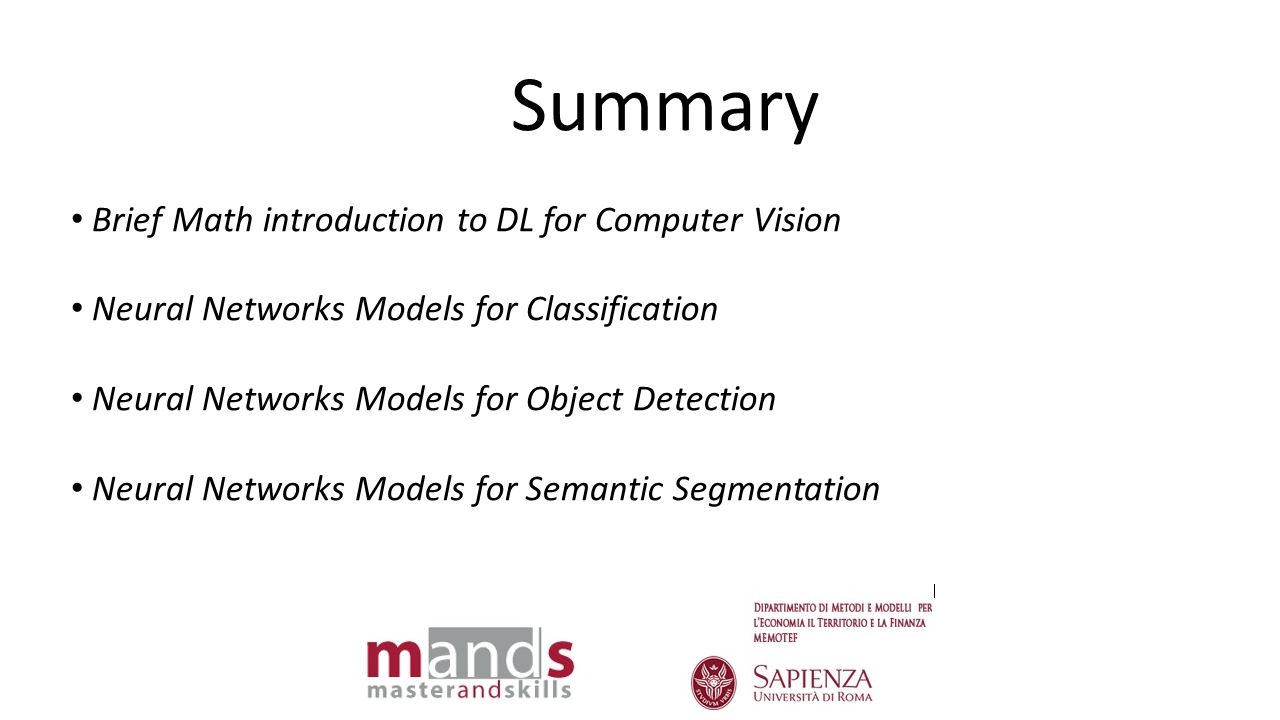 Summary
• Brief Math introduction to DL for Computer Vision
• Neural Networks Models for Classification
• Neural Networks Models for Object Detection
• Neural Networks Models for Semantic Segmentation
DIPARTIMENTO DI METODI E MODELLI PER
L'ECONOMIA IL TERRITORIO E LA FINANZA
MEMOTEF
mands
masterandskills
SAPIENZA
UNIVERSITÀ DI ROMA